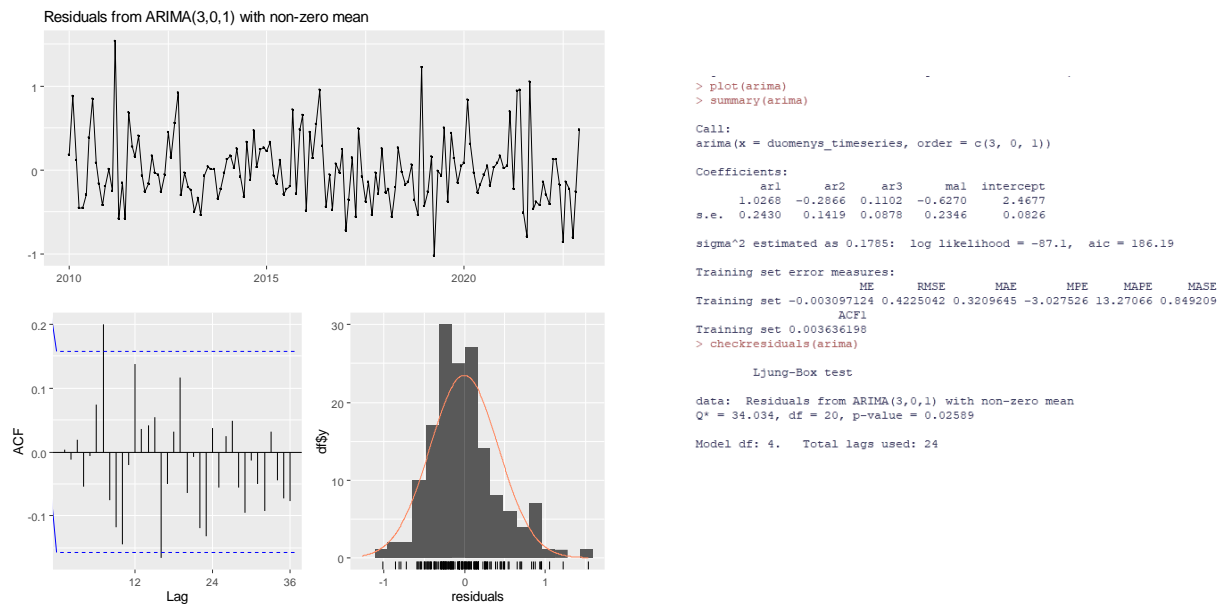 Residuals from ARIMA(3,0,1) with non-zero mean
1
0
-1
2010 2015 2020
0.2
0.1
0.0
-0.1
ACF
12 24 36
Lag
30
20
10
0
df$y
-1 0 1
residuals
> plot(arima)
> summary(arima)
Call:
arima(x = duomenys_timeseries, order = c(3, 0, 1))
Coefficients:
ar1 ar2 ar3 ma1 intercept
1.0268 -0.2866 0.1102 -0.6270 2.4677
s.e. 0.2430 0.1419 0.0878 0.2346 0.0826
sigma^2 estimated as 0.1785: log likelihood = -87.1, aic = 186.19
Training set error measures:
ME RMSE MAE MPE MAPE MASE
Training set -0.003097124 0.4225042 0.3209645 -3.027526 13.27066 0.849209
ACF1
Training set 0.003636198
> checkresiduals(arima)
Ljung-Box test
data: Residuals from ARIMA(3,0,1) with non-zero mean
Q* = 34.034, df = 20, p-value = 0.02589
Model df: 4. Total lags used: 24